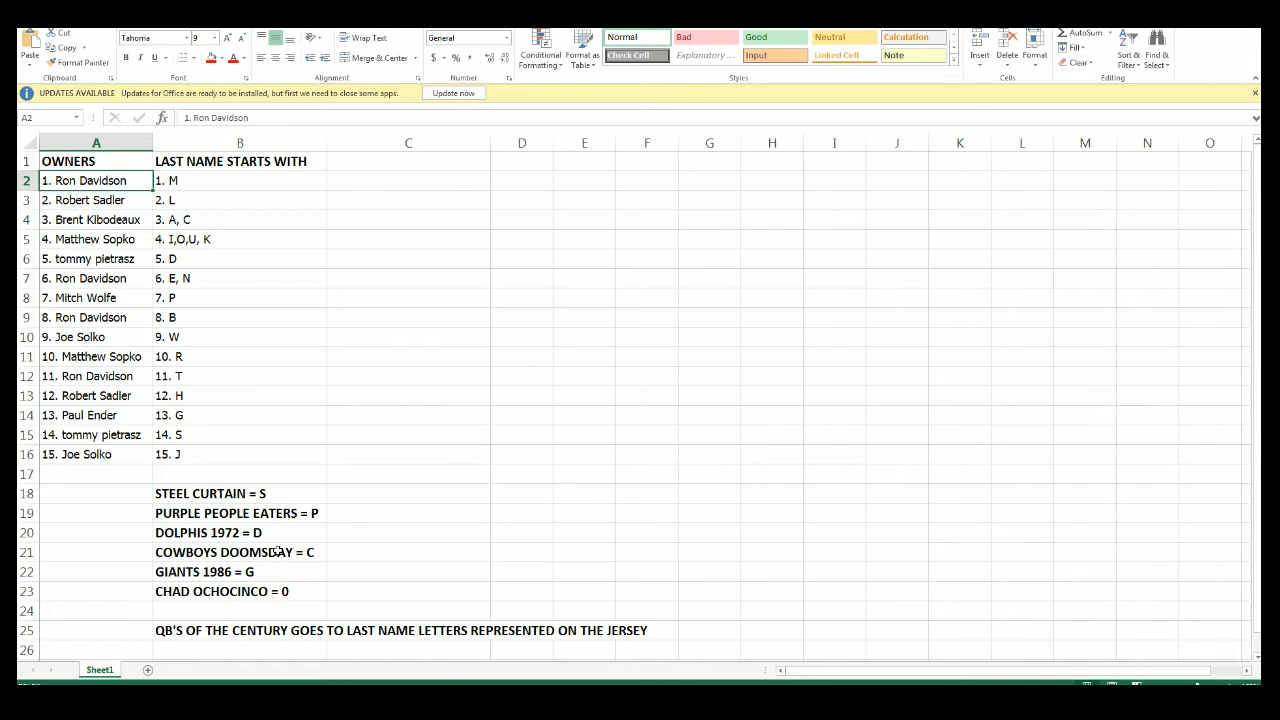 Cut
Copy
Format Painter
Paste
Clipboard
Tahoma 9
B I U
Font
Wrap Text
Merge & Center
Alignment
General
$ % ,
Number
Conditional Formatting
Format as Table
Normal Bad Good Neutral Calculation
Check Cell Explanatory ... Input Linked Cell Note
Styles
Insert Delete Format
Cells
AutoSum
Fill
Clear
Sort & Filter
Find & Select
Editing
UPDATES AVAILABLE Updates for Office are ready to be installed, but first we need to close some apps. Update now
A2 fx 1. Ron Davidson
A B C D E F G H I J K L M N O
1 OWNERS LAST NAME STARTS WITH
2 1. Ron Davidson 1. M
3 2. Robert Sadler 2. L
4 3. Brent Kibodeaux 3. A, C
5 4. Matthew Sopko 4. I,O,U, K
6 5. tommy pietrasz 5. D
7 6. Ron Davidson 6. E, N
8 7. Mitch Wolfe 7. P
9 8. Ron Davidson 8. B
10 9. Joe Solko 9. W
11 10. Matthew Sopko 10. R
12 11. Ron Davidson 11. T
13 12. Robert Sadler 12. H
14 13. Paul Ender 13. G
15 14. tommy pietrasz 14. S
16 15. Joe Solko 15. J
17
18 STEEL CURTAIN = S
19 PURPLE PEOPLE EATERS = P
20 DOLPHIS 1972 = D
21 COWBOYS DOOMSDAY = C
22 GIANTS 1986 = G
23 CHAD OCHOCINCO = 0
24
25 QB'S OF THE CENTURY GOES TO LAST NAME LETTERS REPRESENTED ON THE JERSEY
26
Sheet1